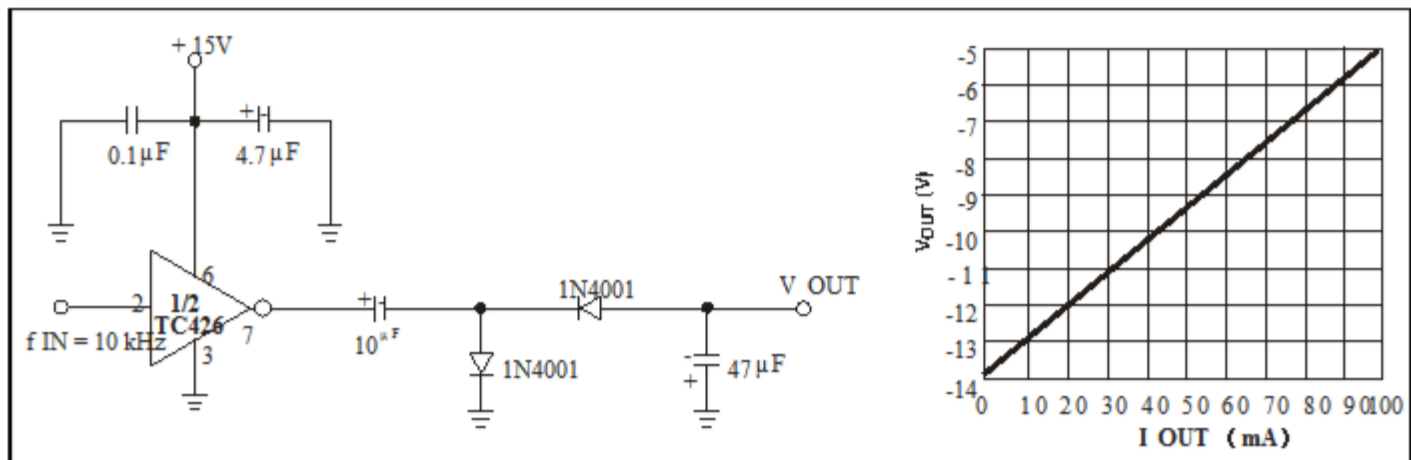 + 15V
+ -
0.1μF
4.7μF
6
2
1/2
TC426
7
3
f IN = 10 kHz
+ -
10μF
1N4001
1N4001
V OUT
-
+
47μF
VOUT (V)
-5
-6
-7
-8
-9
-10
-1 1
-12
-13
-14
0 10 20 30 40 50 60 70 80 90100
I OUT (mA)